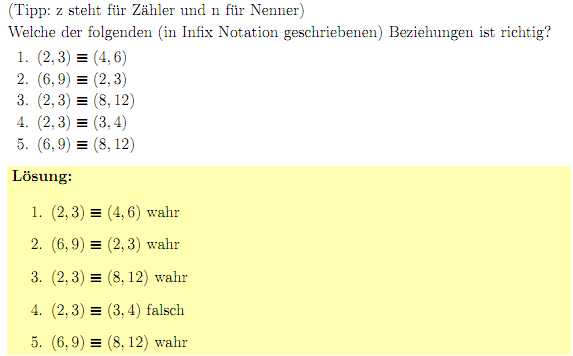 (Tipp: z steht für Zähler und n für Nenner)
Welche der folgenden (in Infix Notation geschriebenen) Beziehungen ist richtig?
1. (2, 3) ≡ (4, 6)
2. (6, 9) ≡ (2, 3)
3. (2, 3) ≡ (8, 12)
4. (2, 3) ≡ (3, 4)
5. (6, 9) ≡ (8, 12)
Lösung:
1. (2, 3) ≡ (4, 6) wahr
2. (6, 9) ≡ (2, 3) wahr
3. (2, 3) ≡ (8, 12) wahr
4. (2, 3) ≡ (3, 4) falsch
5. (6, 9) ≡ (8, 12) wahr